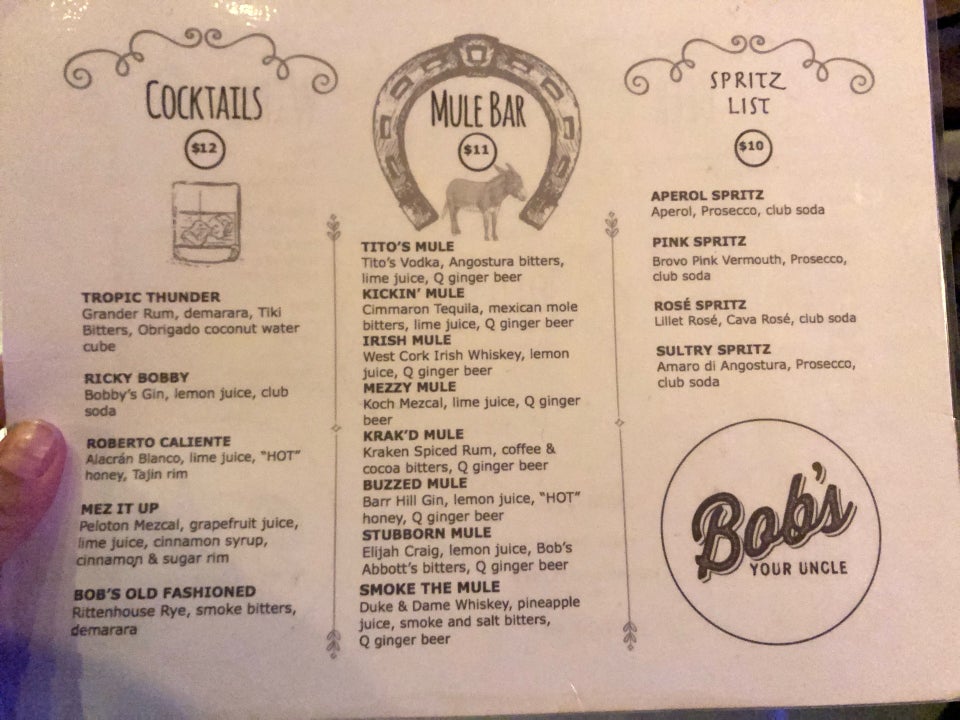 COCKTAILS
$12
TROPIC THUNDER
Grander Rum, demarara, Tiki
Bitters, Obrigado coconut water
cube
RICKY BOBBY
Bobby's Gin, lemon juice, club
soda
ROBERTO CALIENTE
Alacrán Blanco, lime juice, "HOT"
honey, Tajin rim
MEZ IT UP
Peloton Mezcal, grapefruit juice,
lime juice, cinnamon syrup,
cinnamon & sugar rim
BOB'S OLD FASHIONED
Rittenhouse Rye, smoke bitters,
demarara
MULE BAR
$11
TITO'S MULE
Tito's Vodka, Angostura bitters,
lime juice, Q ginger beer
KICKIN' MULE
Cimmaron Tequila, mexican mole
bitters, lime juice, Q ginger beer
IRISH MULE
West Cork Irish Whiskey, lemon
juice, Q ginger beer
MEZZY MULE
Koch Mezcal, lime juice, Q ginger
beer
KRAK'D MULE
Kraken Spiced Rum, coffee &
cocoa bitters, Q ginger beer
BUZZED MULE
Barr Hill Gin, lemon juice, "HOT"
honey, Q ginger beer
STUBBORN MULE
Elijah Craig, lemon juice, Bob's
Abbott's bitters, Q ginger beer
SMOKE THE MULE
Duke & Dame Whiskey, pineapple
juice, smoke and salt bitters,
Q ginger beer
SPRITZ
LIST
$10
APEROL SPRITZ
Aperol, Prosecco, club soda
PINK SPRITZ
Brovo Pink Vermouth, Prosecco,
club soda
ROSÉ SPRITZ
Lillet Rosé, Cava Rosé, club soda
SULTRY SPRITZ
Amaro di Angostura, Prosecco,
club soda
Bob's
YOUR UNCLE